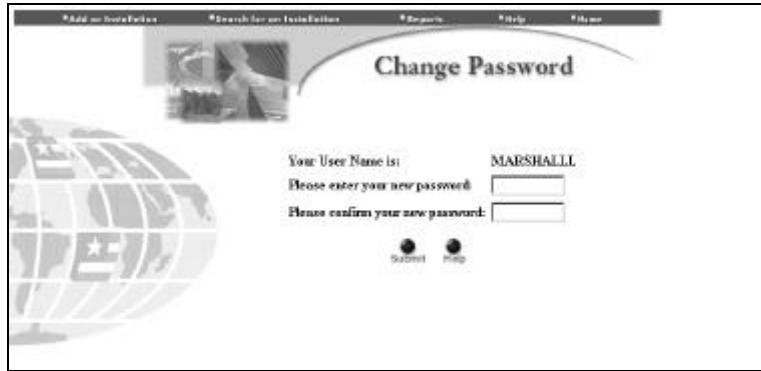 *Add an Installation *Search for an Installation *Reports *Help *Home
Change Password
Your User Name is: MARSHALLL
Please enter your new password:
Please confirm your new password:
Submit Help